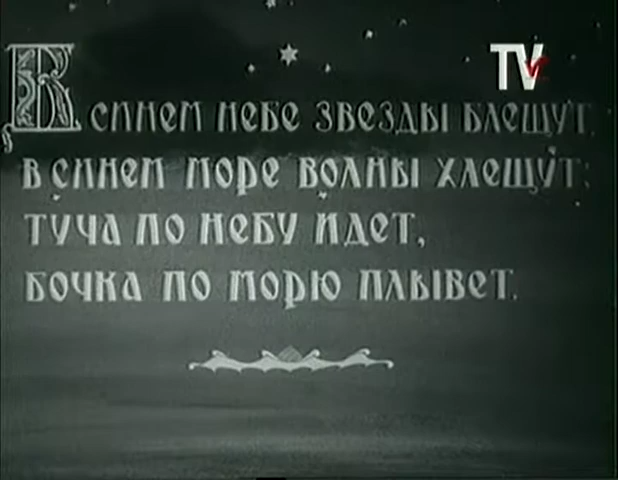 TV
В синем небе звезды блещут,
в синем море волны хлещут;
туча по небу идет,
бочка по морю плывет.